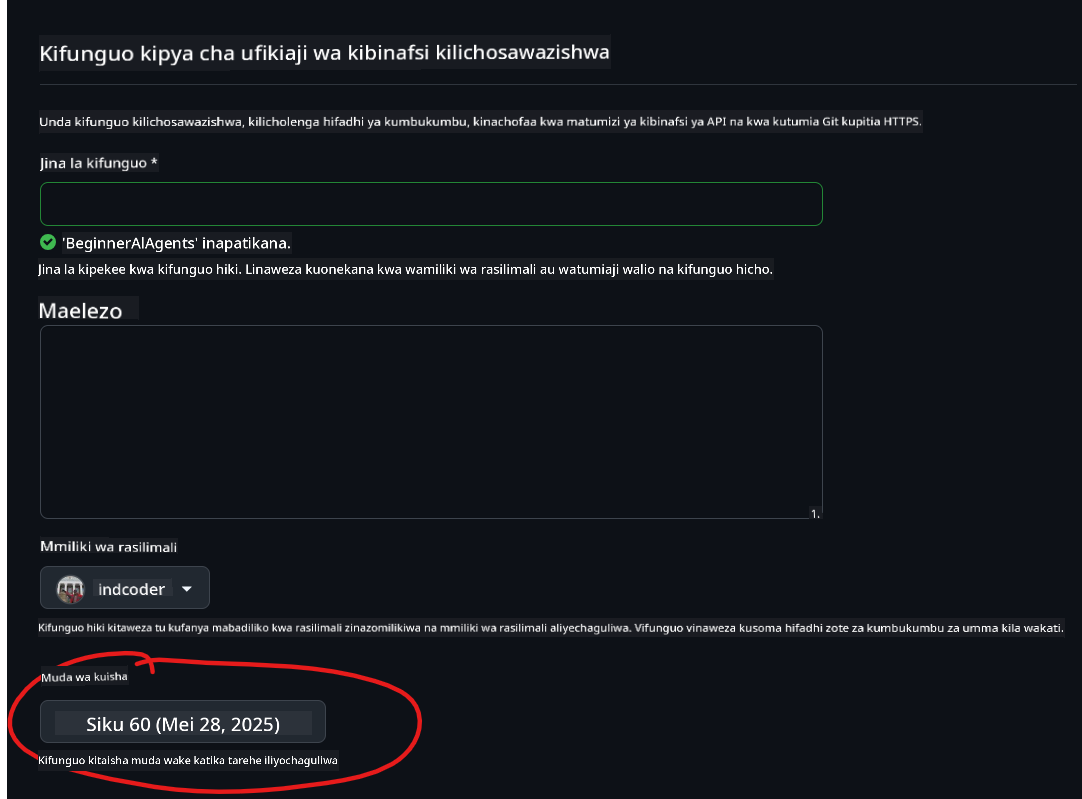 Kifunguo kipya cha ufikiaji wa kibinafsi kilichosawazishwa
Unda kifunguo kilichosawazishwa, kilicholenga hifadhi ya kumbukumbu, kinachofaa kwa matumizi ya kibinafsi ya API na kwa kutumia Git kupitia HTTPS.
Jina la kifunguo *
'BeginnerAIAgents' inapatikana.
Jina la kipekee kwa kifunguo hiki. Linaweza kuonekana kwa wamiliki wa rasilimali au watumiaji walio na kifunguo hicho.
Maelezo
1.
Mmiliki wa rasilimali
indcoder
Kifunguo hiki kitaweza tu kufanya mabadiliko kwa rasilimali zinazomilikiwa na mmiliki wa rasilimali aliyechaguliwa. Vifunguo vinaweza kusoma hifadhi zote za kumbukumbu za umma kila wakati.
Muda wa kuisha
Siku 60 (Mei 28, 2025)
Kifunguo kitaisha muda wake katika tarehe iliyochaguliwa